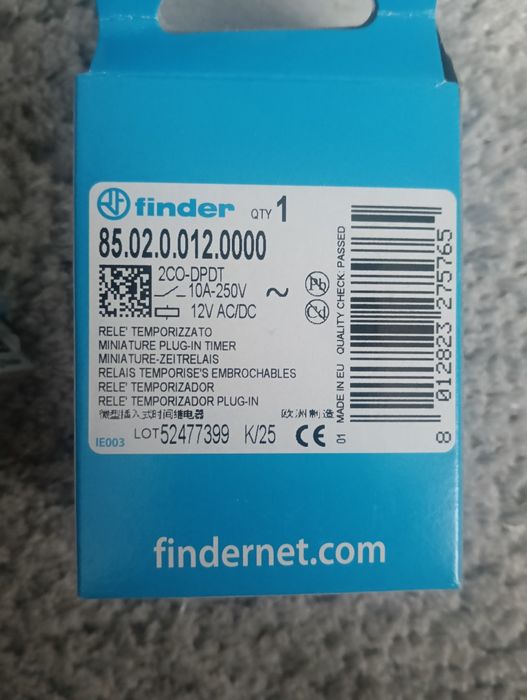 finder QTY 1
85.02.0.012.0000
2CO-DPDT
10A-250V ~
12V AC/DC
Pb
Cd
RELE' TEMPORIZZATO
MINIATURE PLUG-IN TIMER
MINIATURE-ZEITRELAIS
RELAIS TEMPORISE'S EMBROCHABLES
RELE' TEMPORIZADOR
RELE' TEMPORIZADOR PLUG-IN
微型插入式时间继电器 欧洲制造
IE003 LOT 52477399 K/25 CE
01 MADE IN EU QUALITY CHECK: PASSED
8 012823 275765
findernet.com